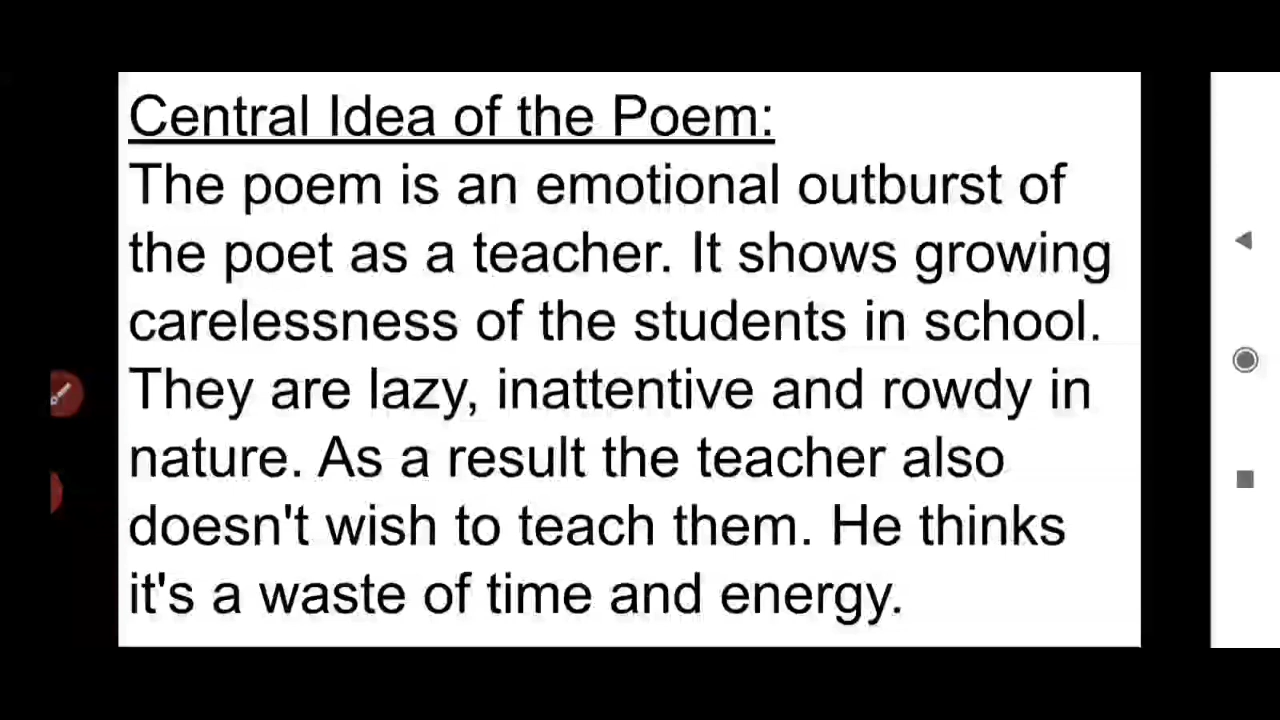 Central Idea of the Poem:
The poem is an emotional outburst of
the poet as a teacher. It shows growing
carelessness of the students in school.
They are lazy, inattentive and rowdy in
nature. As a result the teacher also
doesn't wish to teach them. He thinks
it's a waste of time and energy.